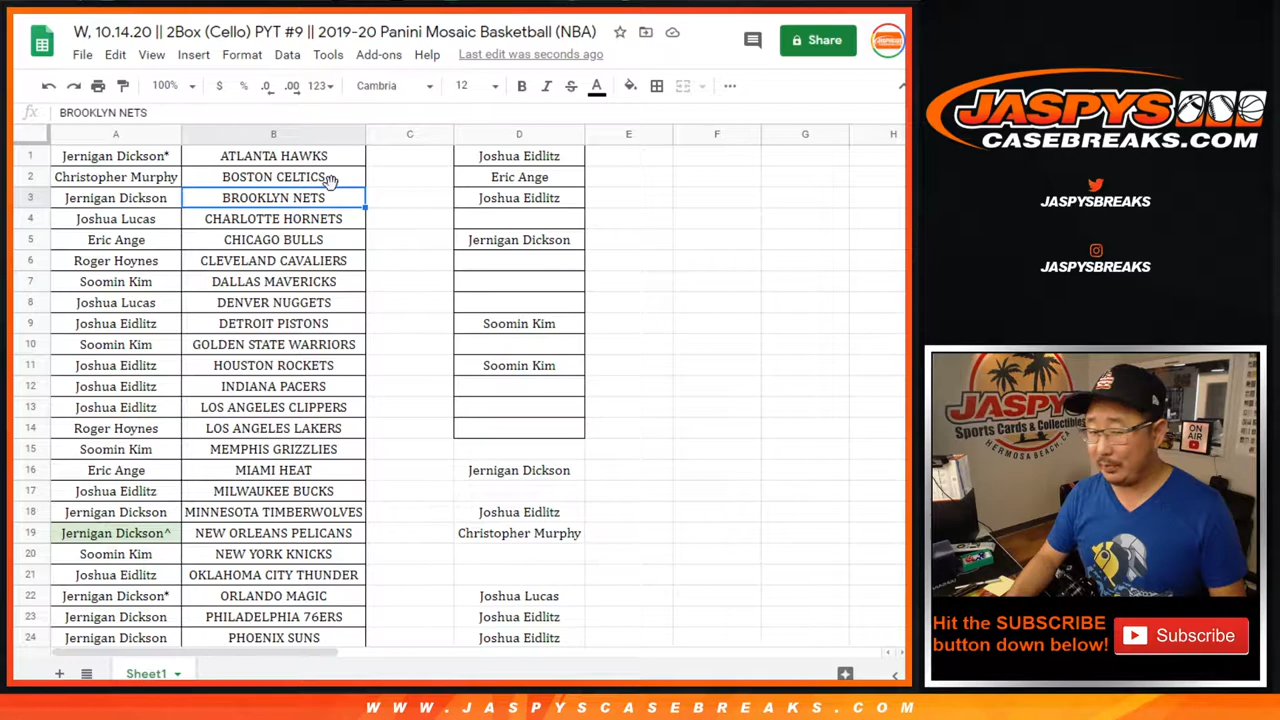 W, 10.14.20 || 2Box (Cello) PYT #9 || 2019-20 Panini Mosaic Basketball (NBA)
File Edit View Insert Format Data Tools Add-ons Help Last edit was seconds ago
Share
100% $ % .0 .00 123 Cambria 12 B I S A
fx BROOKLYN NETS
A B C D E F G H
1 Jernigan Dickson* ATLANTA HAWKS Joshua Eidlitz
2 Christopher Murphy BOSTON CELTICS Eric Ange
3 Jernigan Dickson BROOKLYN NETS Joshua Eidlitz
4 Joshua Lucas CHARLOTTE HORNETS
5 Eric Ange CHICAGO BULLS Jernigan Dickson
6 Roger Hoynes CLEVELAND CAVALIERS
7 Soomin Kim DALLAS MAVERICKS
8 Joshua Lucas DENVER NUGGETS
9 Joshua Eidlitz DETROIT PISTONS Soomin Kim
10 Soomin Kim GOLDEN STATE WARRIORS
11 Joshua Eidlitz HOUSTON ROCKETS Soomin Kim
12 Joshua Eidlitz INDIANA PACERS
13 Joshua Eidlitz LOS ANGELES CLIPPERS
14 Roger Hoynes LOS ANGELES LAKERS
15 Soomin Kim MEMPHIS GRIZZLIES
16 Eric Ange MIAMI HEAT Jernigan Dickson
17 Joshua Eidlitz MILWAUKEE BUCKS
18 Jernigan Dickson MINNESOTA TIMBERWOLVES Joshua Eidlitz
19 Jernigan Dickson^ NEW ORLEANS PELICANS Christopher Murphy
20 Soomin Kim NEW YORK KNICKS
21 Joshua Eidlitz OKLAHOMA CITY THUNDER
22 Jernigan Dickson* ORLANDO MAGIC Joshua Lucas
23 Jernigan Dickson PHILADELPHIA 76ERS Joshua Eidlitz
24 Jernigan Dickson PHOENIX SUNS Joshua Eidlitz
Sheet1
JASPYS
CASEBREAKS.COM
JASPYSBREAKS
JASPYSBREAKS
JASPYS
Sports Cards & Collectibles
HERMOSA BEACH, CA
ON AIR
Hit the SUBSCRIBE
button down below!
Subscribe
WWW.JASPYSCASEBREAKS.COM